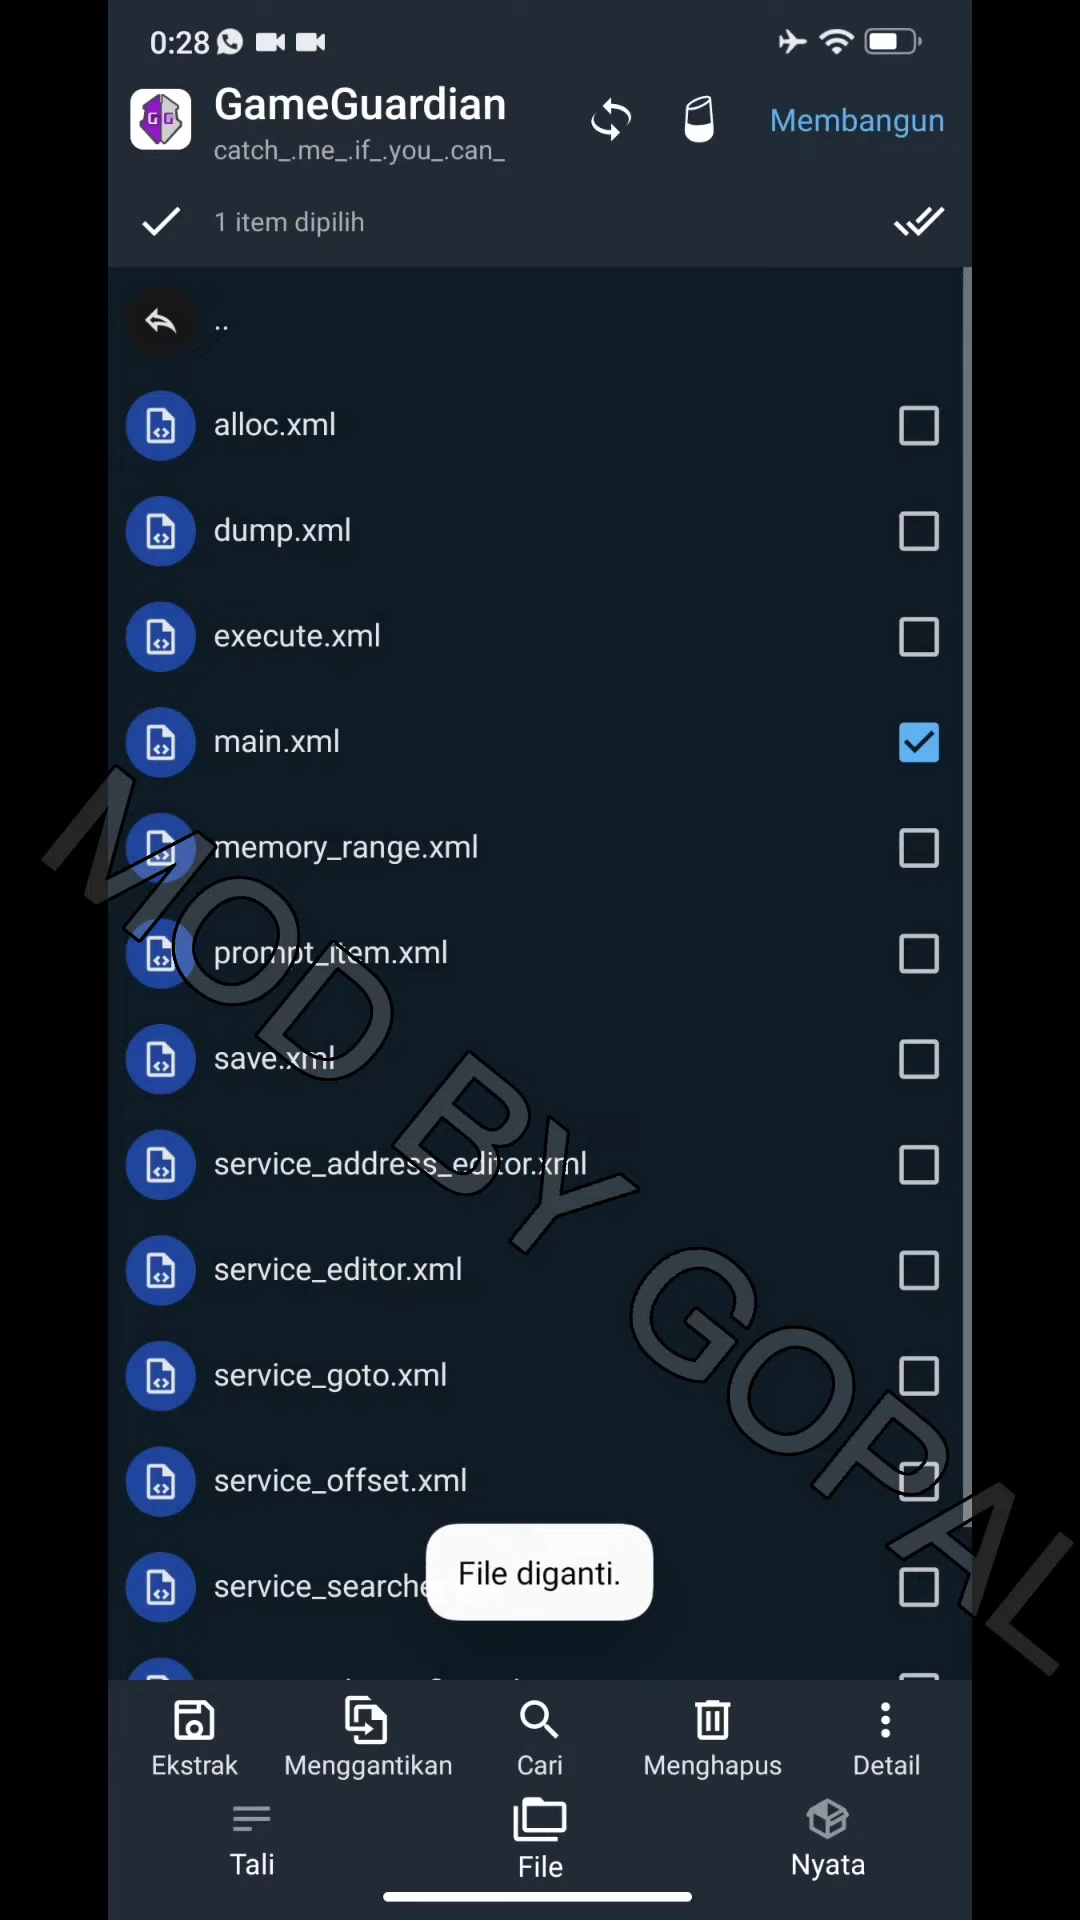 0:28
GameGuardian
catch_.me_.if_.you_.can_
Membangun
1 item dipilih
..
alloc.xml
dump.xml
execute.xml
main.xml
memory_range.xml
prompt_item.xml
save.xml
service_address_editor.xml
service_editor.xml
service_goto.xml
service_offset.xml
service_searche
File diganti.
MOD BY GOPAL
Ekstrak
Menggantikan
Cari
Menghapus
Detail
Tali
File
Nyata